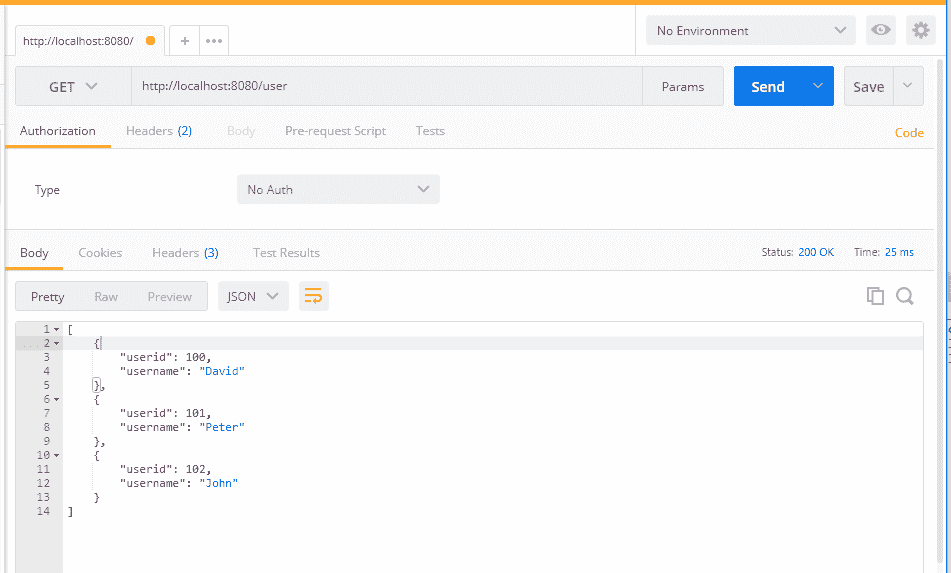 http://localhost:8080/ + ••• No Environment
GET http://localhost:8080/user Params Send Save
Authorization Headers (2) Body Pre-request Script Tests Code
Type No Auth
Body Cookies Headers (3) Test Results Status: 200 OK Time: 25 ms
Pretty Raw Preview JSON
1 [
2 {
3 "userid": 100,
4 "username": "David"
5 },
6 {
7 "userid": 101,
8 "username": "Peter"
9 },
10 {
11 "userid": 102,
12 "username": "John"
13 }
14 ]